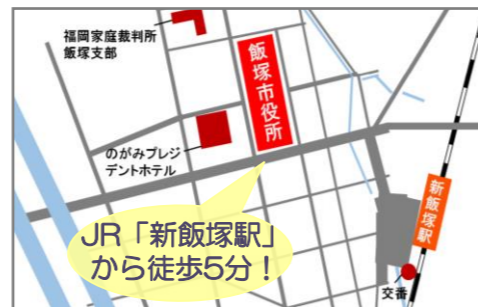 福岡家庭裁判所
飯塚支部
飯塚市役所
のがみプレジ
デントホテル
新飯塚駅
JR「新飯塚駅」
から徒歩5分!
交番